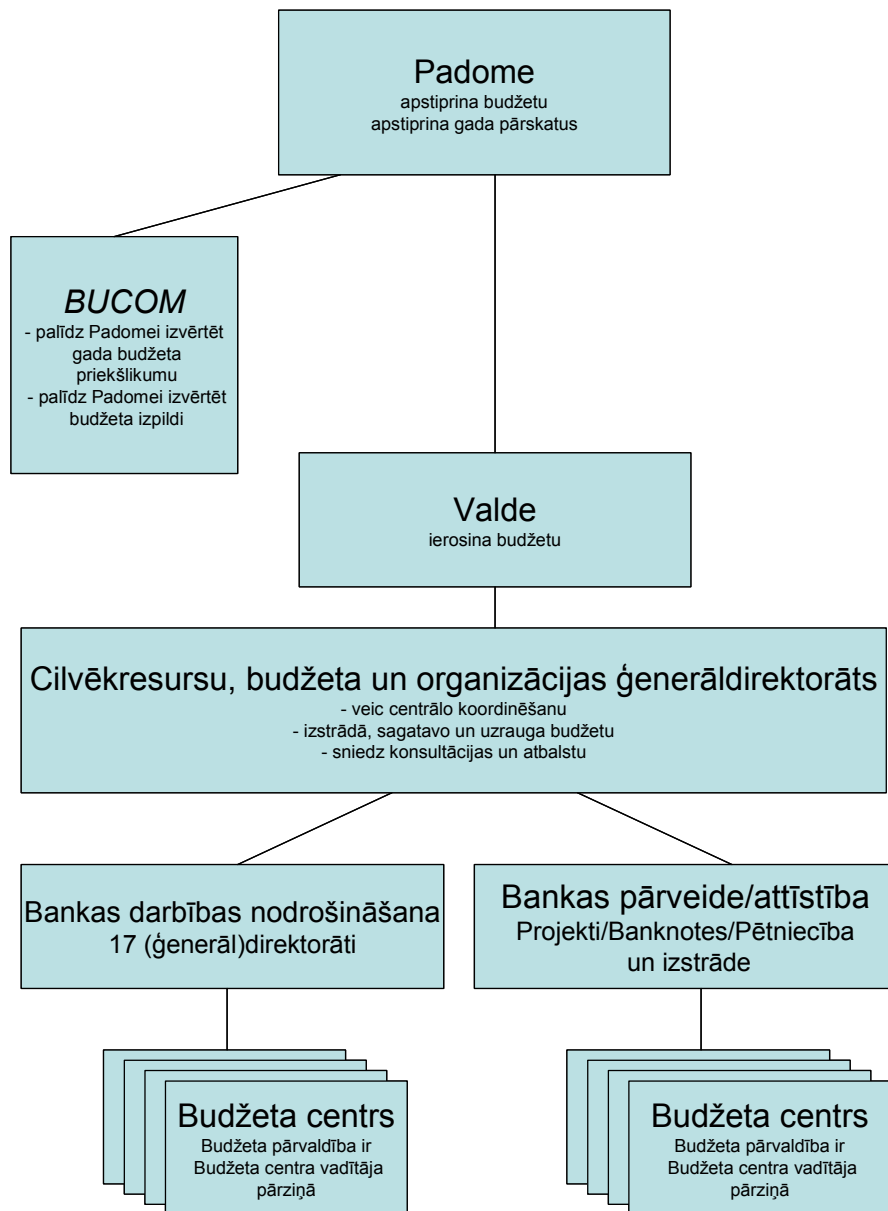 Padome
apstiprina budžetu
apstiprina gada pārskatus
BUCOM
- palīdz Padomei izvērtēt
gada budžeta
priekšlikumu
- palīdz Padomei izvērtēt
budžeta izpildi
Valde
ierosina budžetu
Cilvēkresursu, budžeta un organizācijas ģenerāldirektorāts
- veic centrālo koordinēšanu
- izstrādā, sagatavo un uzrauga budžetu
- sniedz konsultācijas un atbalstu
Bankas darbības nodrošināšana
17 (ģenerāl)direktorāti
Bankas pārveide/attīstība
Projekti/Banknotes/Pētniecība
un izstrāde
Budžeta centrs
Budžeta pārvaldība ir
Budžeta centra vadītāja
pārziņā
Budžeta centrs
Budžeta pārvaldība ir
Budžeta centra vadītāja
pārziņā